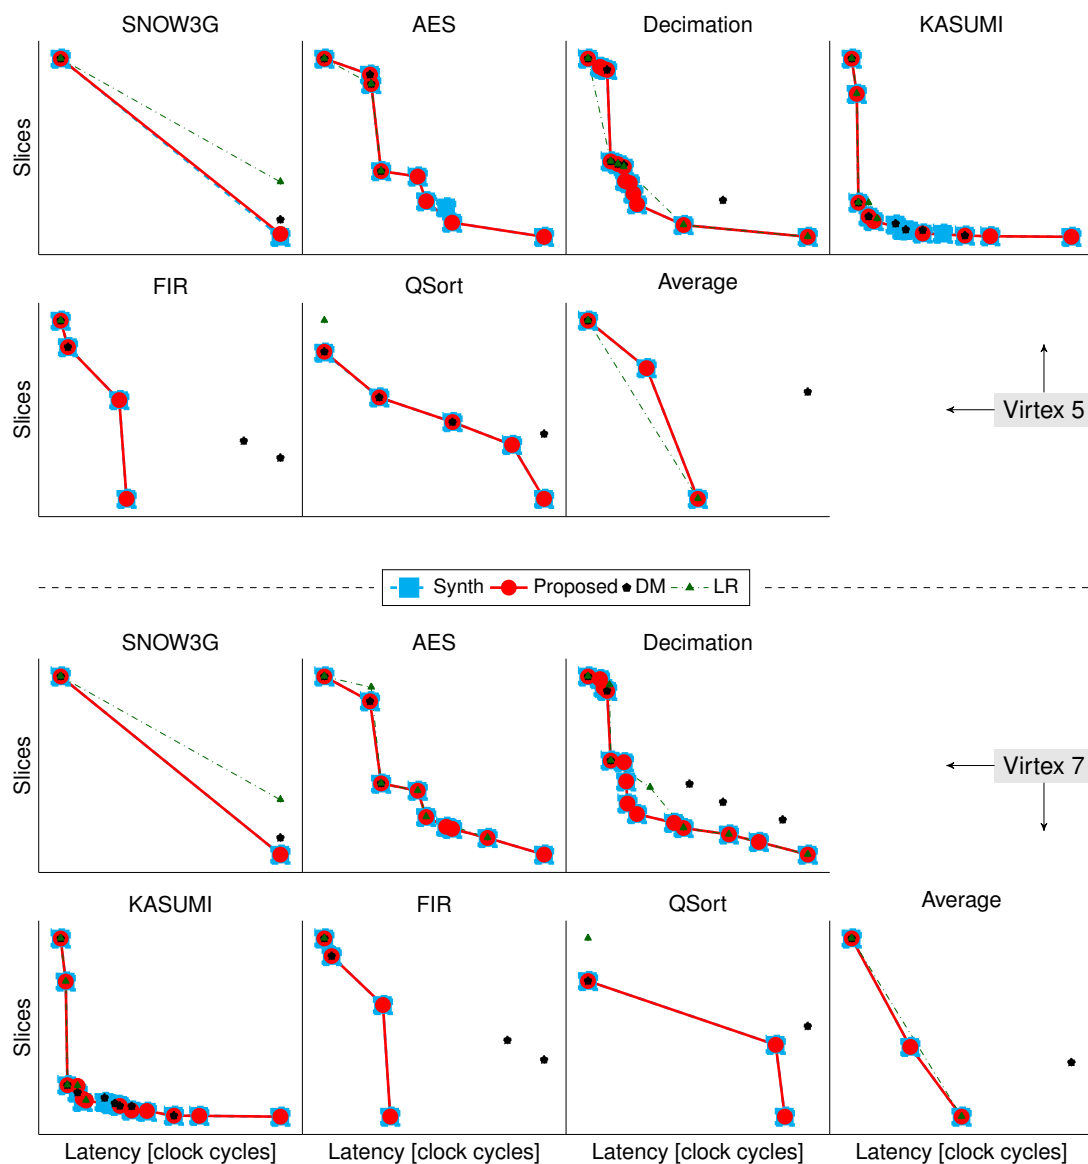 SNOW3G AES Decimation KASUMI
Slices
FIR QSort Average
Slices
Virtex 5
Synth Proposed DM LR
SNOW3G AES Decimation
Slices
Virtex 7
KASUMI FIR QSort Average
Slices
Latency [clock cycles] Latency [clock cycles] Latency [clock cycles] Latency [clock cycles]